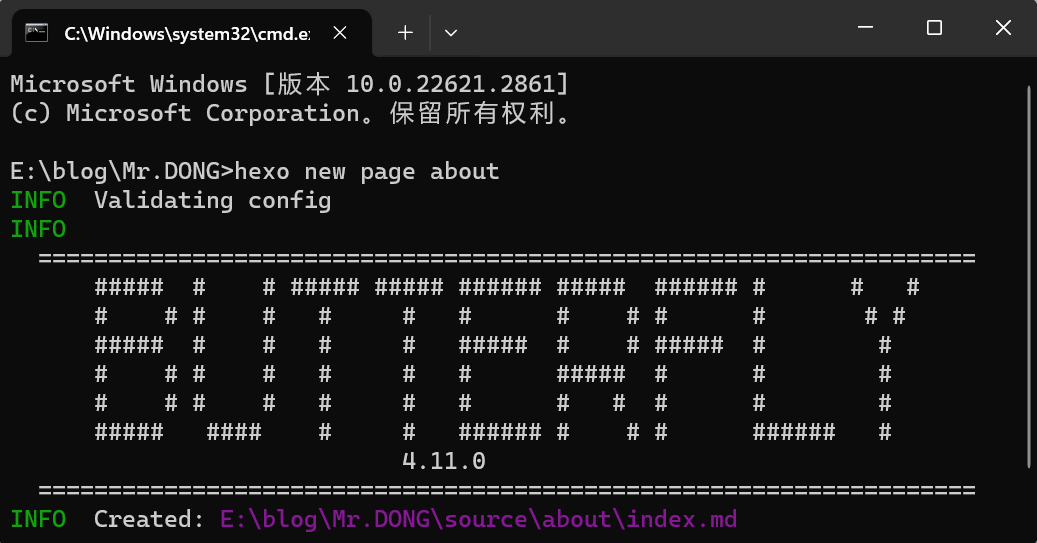 C:\Windows\system32\cmd.e
Microsoft Windows [版本 10.0.22621.2861]
(c) Microsoft Corporation。保留所有权利。
E:\blog\Mr.DONG>hexo new page about
INFO  Validating config
INFO
  ===================================================================
      #####  #    # ##### ##### ###### #####  ###### #      #   #
      #    # #    #   #     #   #      #    # #      #       # #
      #####  #    #   #     #   #####  #    # #####  #        #
      #    # #    #   #     #   #      #####  #      #        #
      #    # #    #   #     #   #      #   #  #      #        #
      #####   ####    #     #   ###### #    # #      ######   #
                            4.11.0
  ===================================================================
INFO  Created: E:\blog\Mr.DONG\source\about\index.md